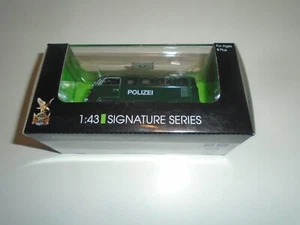 For Ages
8 Plus
POLIZEI
1:43 SIGNATURE SERIES